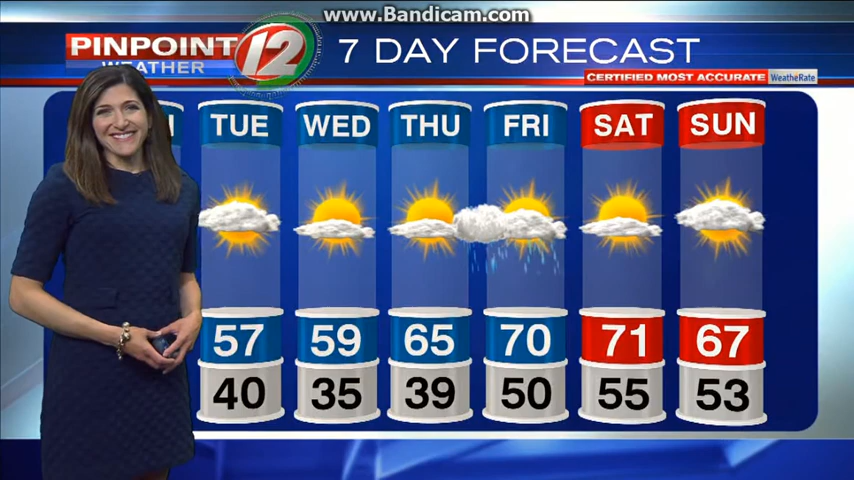 www.Bandicam.com
PINPOINT 12 7 DAY FORECAST
WEATHER
CERTIFIED MOST ACCURATE WeatheRate
TUE WED THU FRI SAT SUN
57 59 65 70 71 67
40 35 39 50 55 53